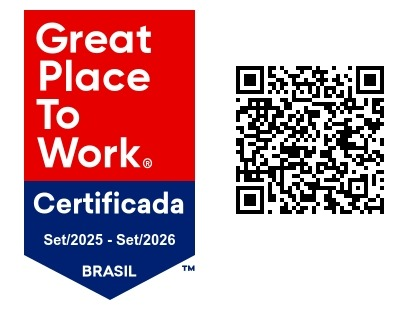 Great
Place
To
Work®
Certificada
Set/2025 - Set/2026
BRASIL ™